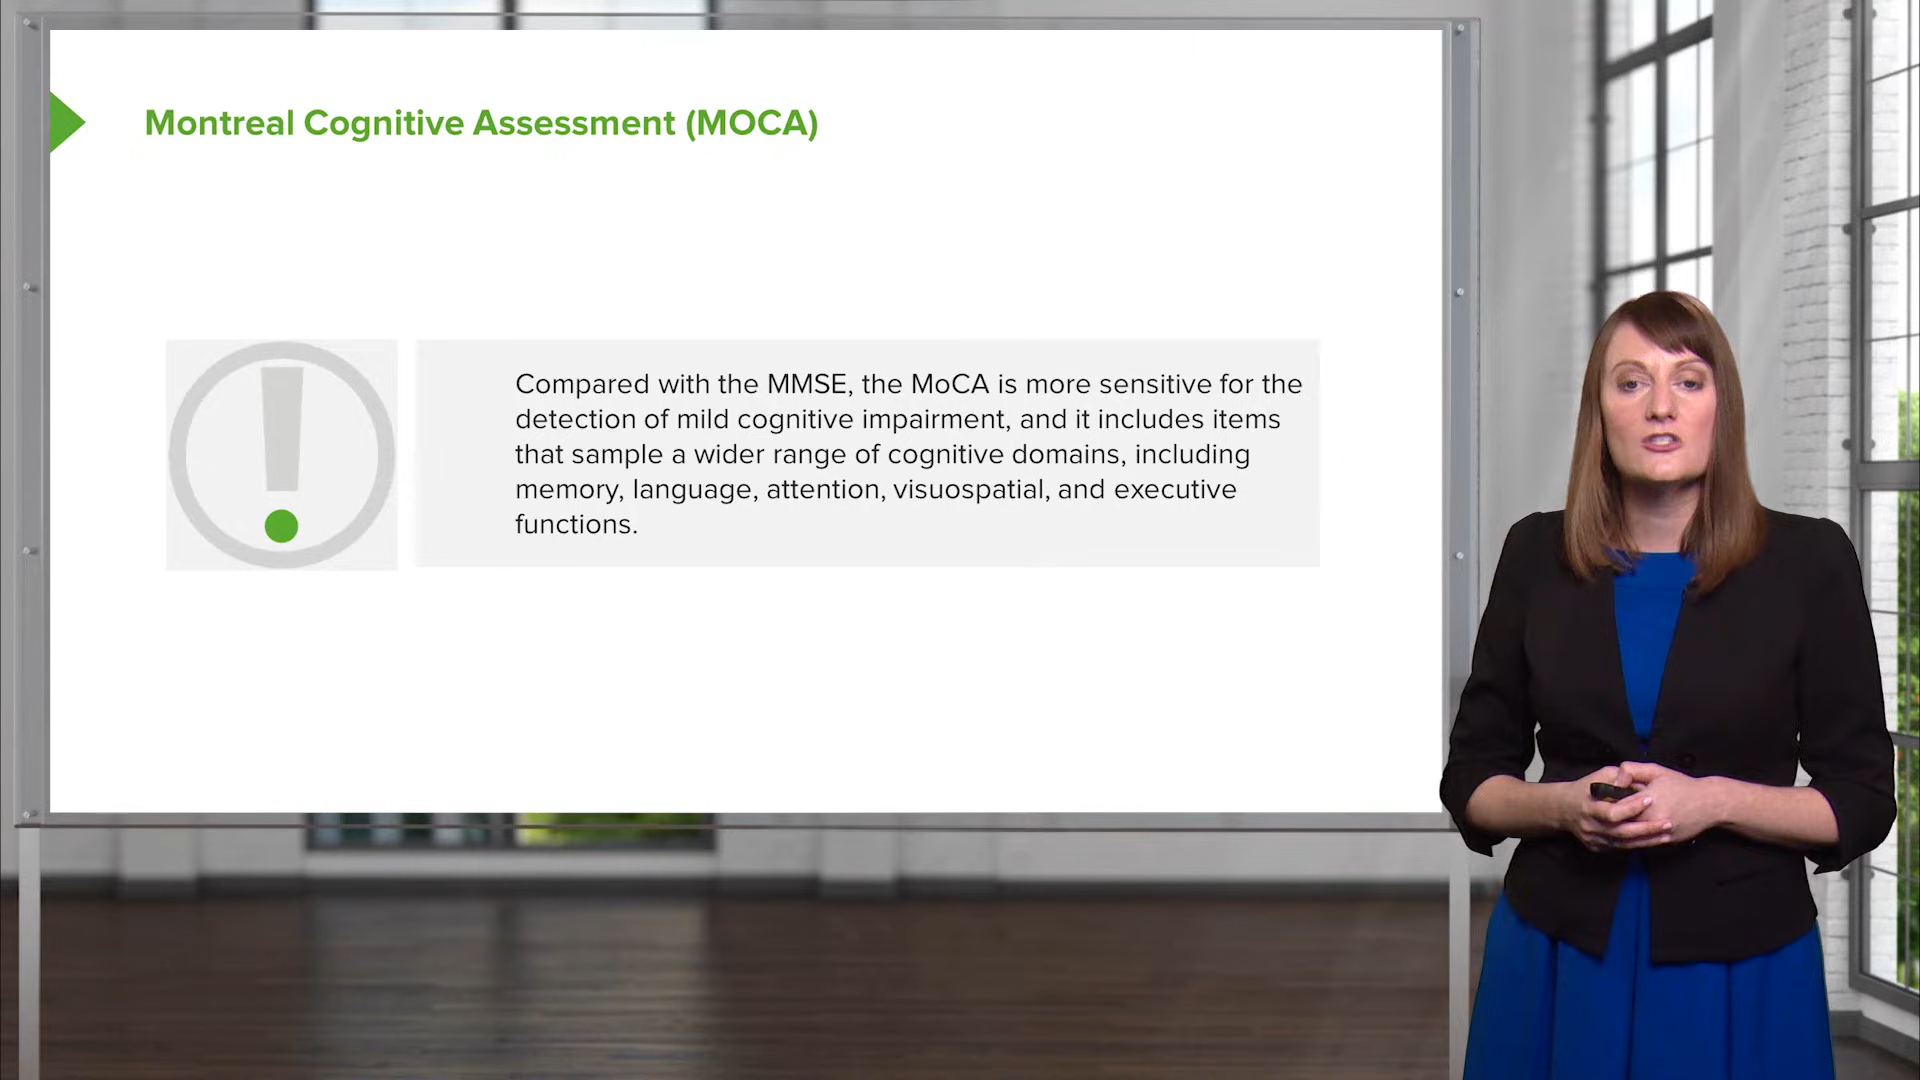 Montreal Cognitive Assessment (MOCA)
Compared with the MMSE, the MoCA is more sensitive for the
detection of mild cognitive impairment, and it includes items
that sample a wider range of cognitive domains, including
memory, language, attention, visuospatial, and executive
functions.